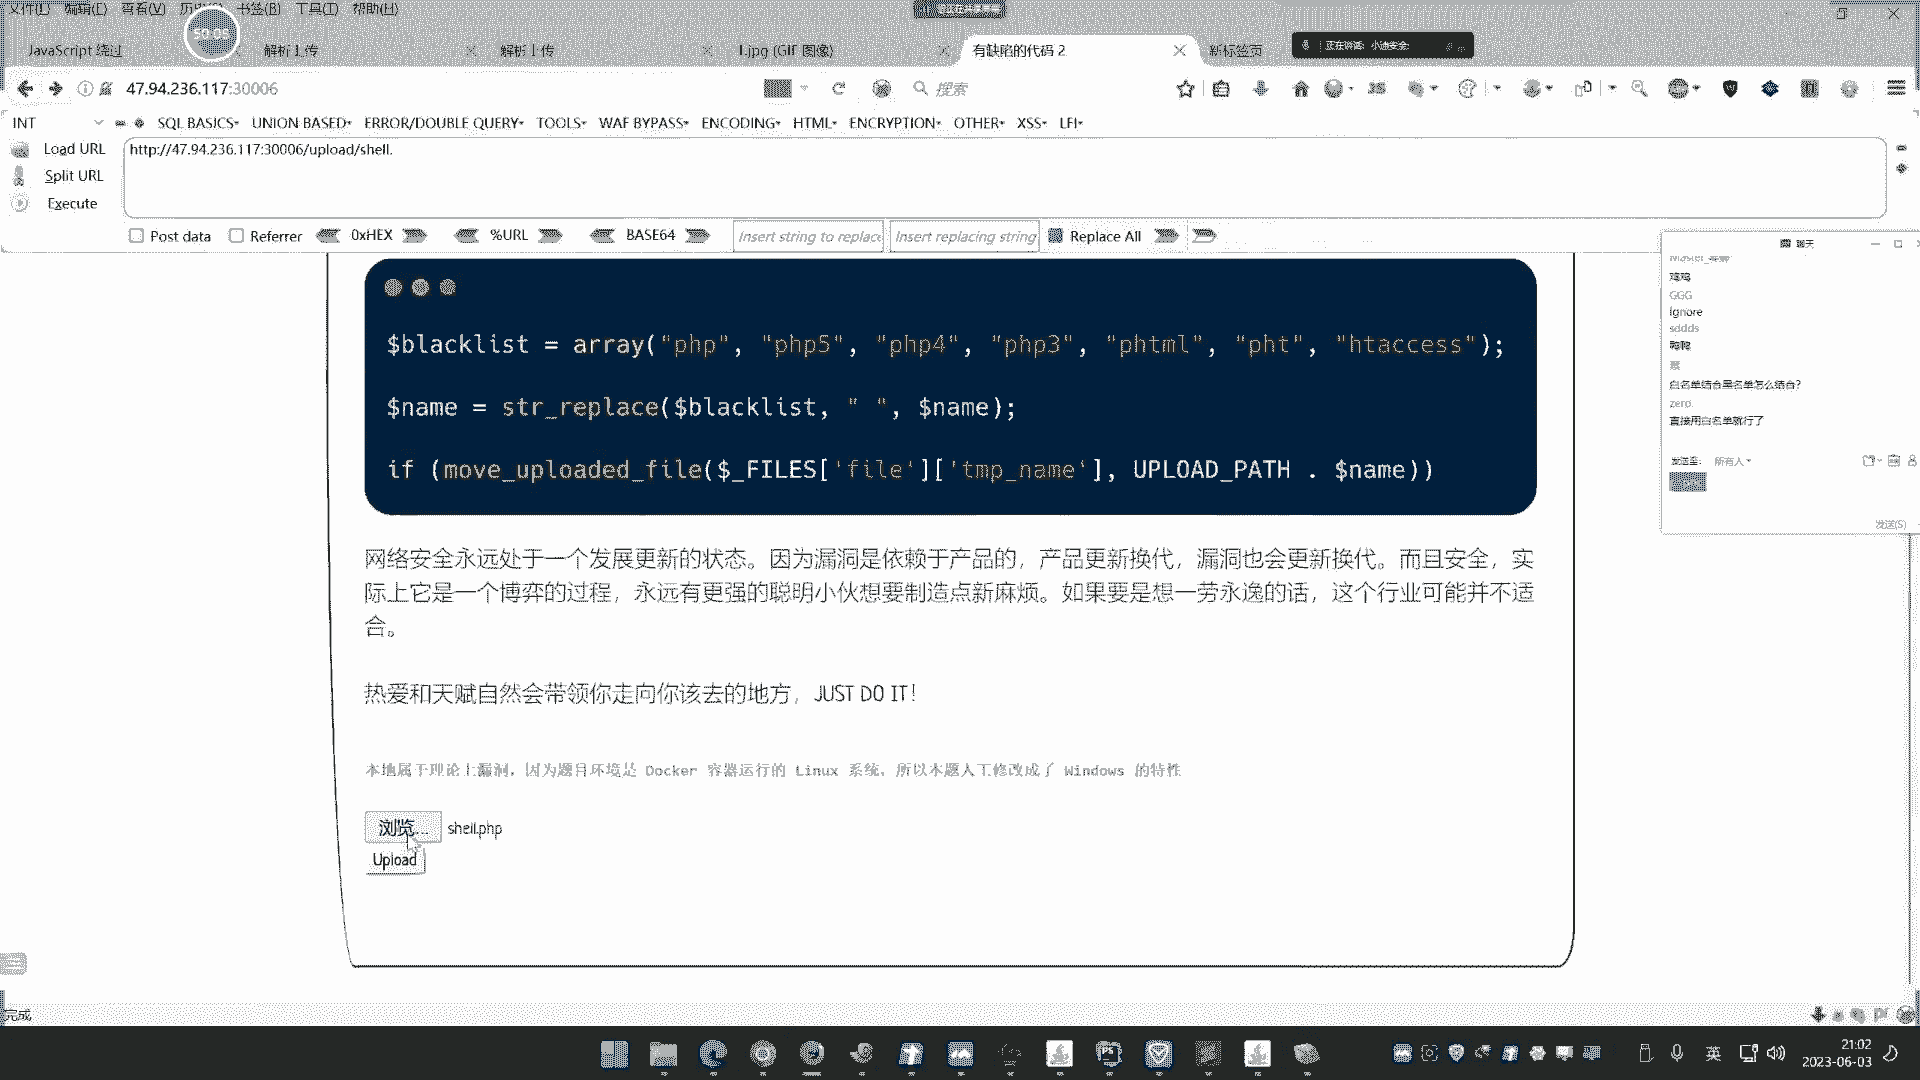 文件(F) 编辑(E) 查看(V) 书签(B) 工具(T) 帮助(H)
50:05
JavaScript 绕过
解析上传
解析上传
1.jpg (GIF 图像)
有缺陷的代码 2
新标签页
47.94.236.117:30006
搜索
INT
SQL BASICS
UNION BASED
ERROR/DOUBLE QUERY
TOOLS
WAF BYPASS
ENCODING
HTML
ENCRYPTION
OTHER
XSS
LFI
Load URL
http://47.94.236.117:30006/upload/shell.
Split URL
Execute
Post data
Referrer
0xHEX
%URL
BASE64
Insert string to replace
Insert replacing string
Replace All
$blacklist = array("php", "php5", "php4", "php3", "phtml", "pht", "htaccess");
$name = str_replace($blacklist, " ", $name);
if (move_uploaded_file($_FILES['file']['tmp_name'], UPLOAD_PATH . $name))
网络安全永远处于一个发展更新的状态。因为漏洞是依赖于产品的，产品更新换代，漏洞也会更新换代。而且安全，实
际上它是一个博弈的过程，永远有更强的聪明小伙想要制造点新麻烦。如果要是想一劳永逸的话，这个行业可能并不适
合。
热爱和天赋自然会带领你走向你该去的地方，JUST DO IT！
本地属于理论上漏洞，因为题目环境是 Docker 容器运行的 Linux 系统，所以本题人工修改成了 Windows 的特性
浏览... shell.php
Upload
聊天
GGG
ignore
sddds
白名单结合黑名单怎么结合？
zero.
直接用白名单就行了
发送至: 所有人
发送(S)
完成
英
21:02
2023-06-03